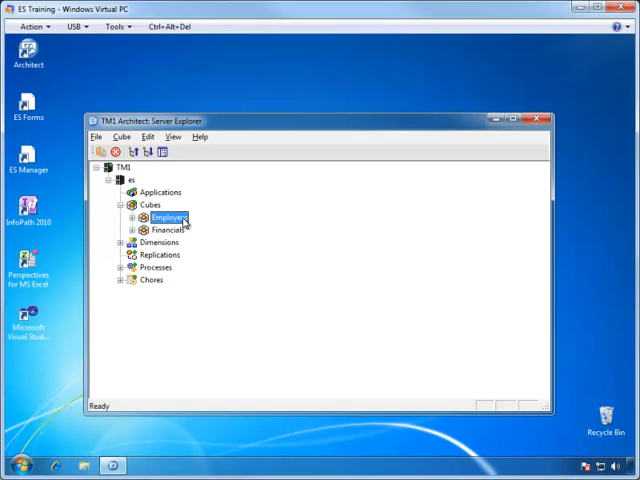 ES Training - Windows Virtual PC
Action USB Tools Ctrl+Alt+Del
Architect
ES Forms
ES Manager
InfoPath 2010
Perspectives
for MS Excel
Microsoft
Visual Stud...
TM1 Architect: Server Explorer
File Cube Edit View Help
TM1
es
Applications
Cubes
Employees
Financials
Dimensions
Replications
Processes
Chores
Ready
Recycle Bin